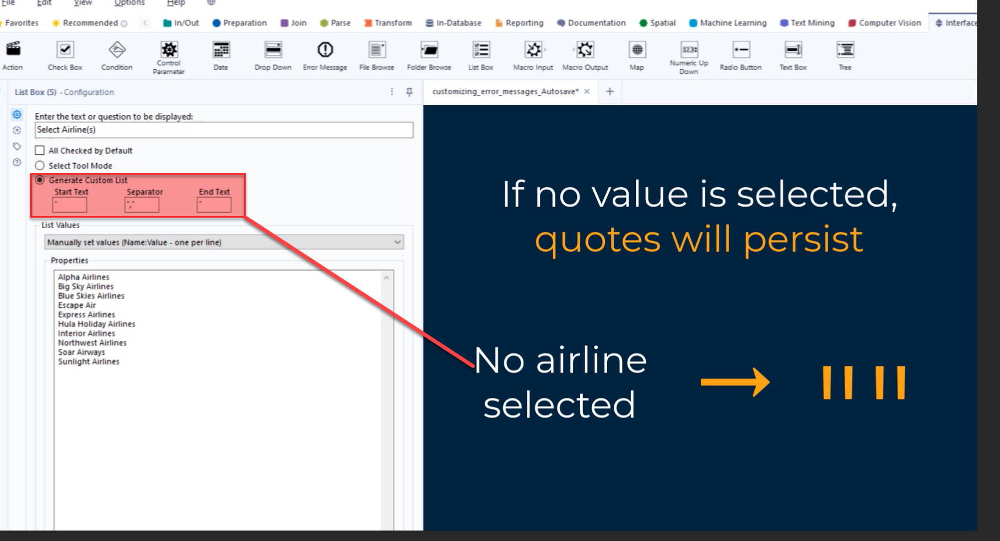 File Edit View Options Help
Favorites Recommended In/Out Preparation Join Parse Transform In-Database Reporting Documentation Spatial Machine Learning Text Mining Computer Vision Interface
Action Check Box Condition Control Parameter Date Drop Down Error Message File Browse Folder Browse List Box Macro Input Macro Output Map Numeric Up Down Radio Button Text Box Tree
List Box (5) - Configuration
customizing_error_messages_Autosave*
Enter the text or question to be displayed:
Select Airline(s)
All Checked by Default
Select Tool Mode
Generate Custom List
Start Text Separator End Text
" "," "
List Values
Manually set values (Name:Value - one per line)
Properties
Alpha Airlines
Big Sky Airlines
Blue Skies Airlines
Escape Air
Express Airlines
Hula Holiday Airlines
Interior Airlines
Northwest Airlines
Soar Airways
Sunlight Airlines
If no value is selected,
quotes will persist
No airline
selected
→ " "